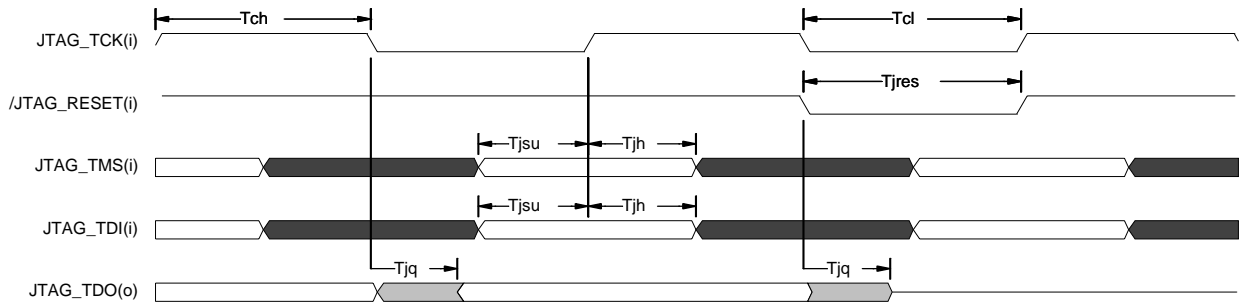 Tch
Tcl
JTAG_TCK(i)
Tjres
/JTAG_RESET(i)
Tjsu
Tjh
JTAG_TMS(i)
Tjsu
Tjh
JTAG_TDI(i)
Tjq
Tjq
JTAG_TDO(o)